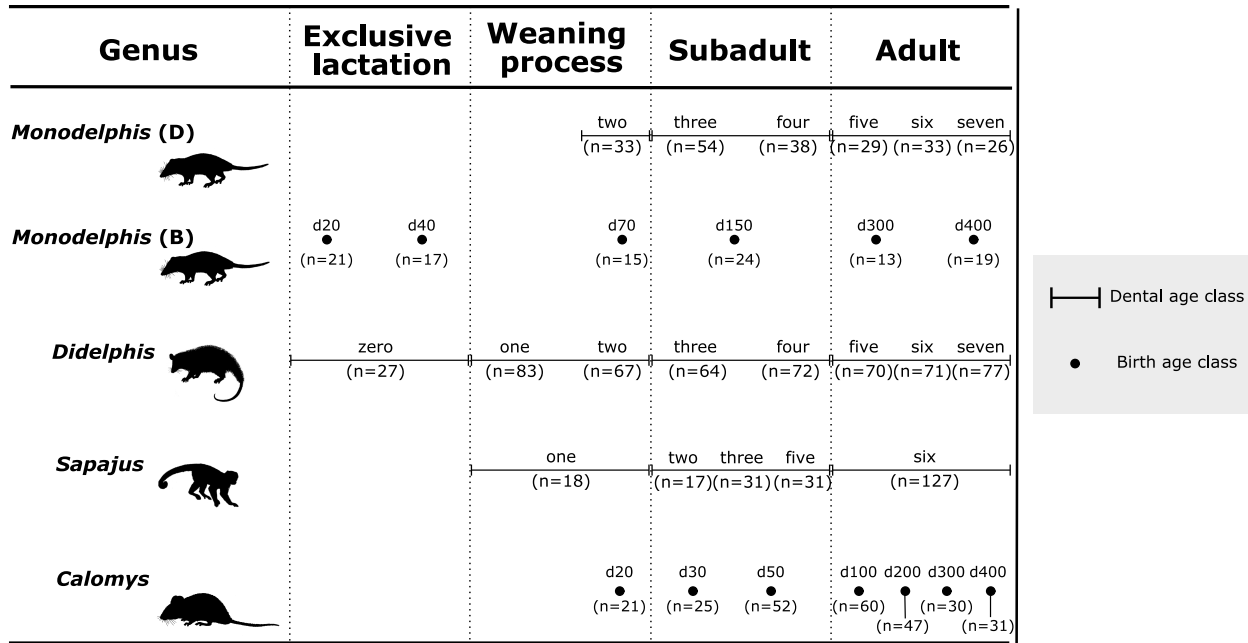 Genus
Exclusive
lactation
Weaning
process
Subadult
Adult
two three four five six seven
Monodelphis (D)
(n=33) (n=54) (n=38) (n=29) (n=33) (n=26)
d20 d40 d70 d150 d300 d400
Monodelphis (B)
(n=21) (n=17) (n=15) (n=24) (n=13) (n=19)
zero one two three four five six seven
Didelphis
(n=27) (n=83) (n=67) (n=64) (n=72) (n=70) (n=71) (n=77)
one two three five six
Sapajus
(n=18) (n=17) (n=31) (n=31) (n=127)
d20 d30 d50 d100 d200 d300 d400
Calomys
(n=21) (n=25) (n=52) (n=60) (n=30)
(n=47) (n=31)
Dental age class
Birth age class